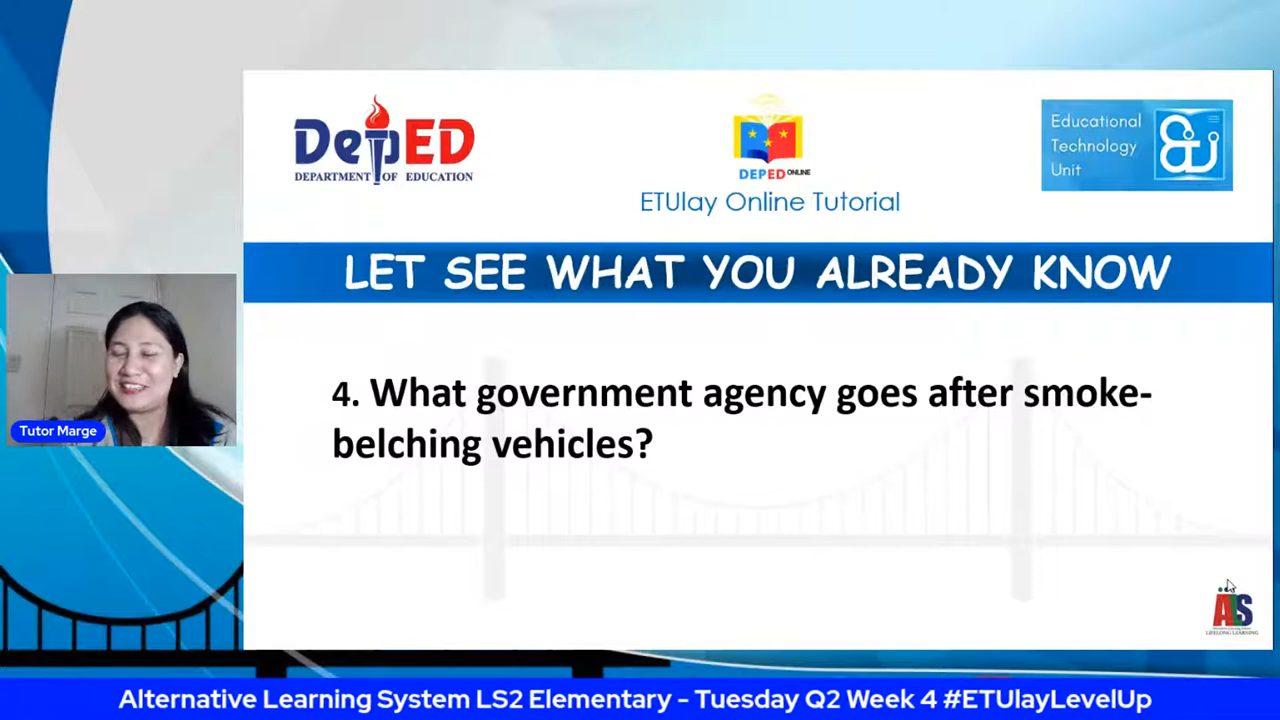 DepED
DEPARTMENT OF EDUCATION
DEPED ONLINE
ETUlay Online Tutorial
Educational
Technology
Unit
LET SEE WHAT YOU ALREADY KNOW
4. What government agency goes after smoke-
belching vehicles?
Tutor Marge
ALS
LIFELONG LEARNING
Alternative Learning System LS2 Elementary - Tuesday Q2 Week 4 #ETUlayLevelUp